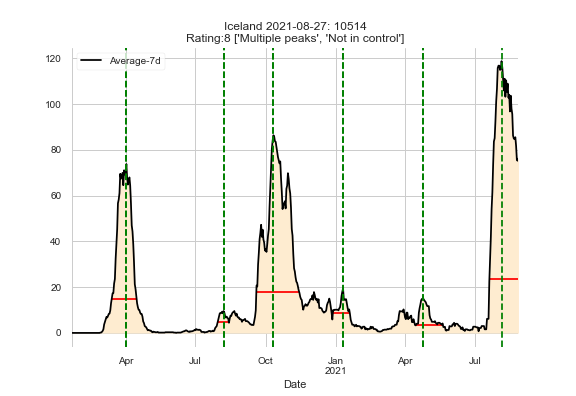 Iceland 2021-08-27: 10514
Rating:8 ['Multiple peaks', 'Not in control']
Average-7d
120
100
80
60
40
20
0
Apr
Jul
Oct
Jan
2021
Apr
Jul
Date